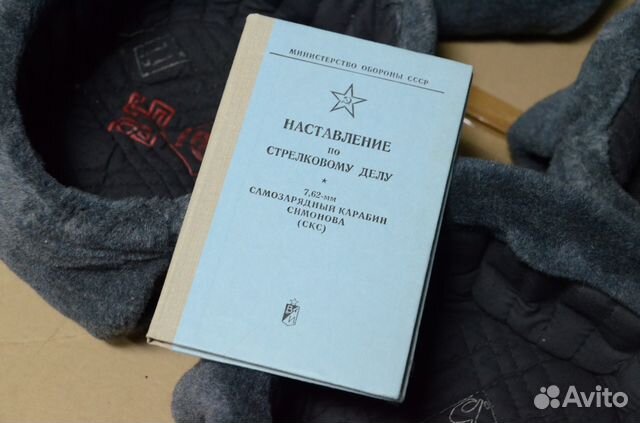 МИНИСТЕРСТВО ОБОРОНЫ СССР
НАСТАВЛЕНИЕ
ПО
СТРЕЛКОВОМУ ДЕЛУ
7,62-мм
САМОЗАРЯДНЫЙ КАРАБИН
СИМОНОВА
(СКС)
Avito